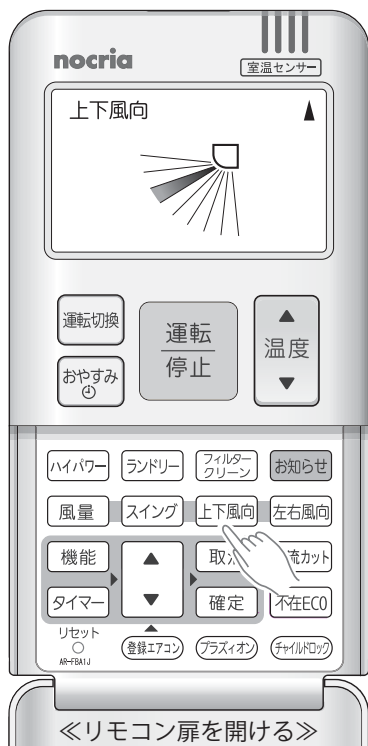 nocria
室温センサー
上下風向
運転切換
運転
停止
温度
おやすみ
ハイパワー
ランドリー
フィルター
クリーン
お知らせ
風量
スイング
上下風向
左右風向
機能
カット
タイマー
確定
不在ECO
リセット
AR-FBA1J
登録エアコン
プラズィオン
チャイルドロック
≪リモコン扉を開ける≫